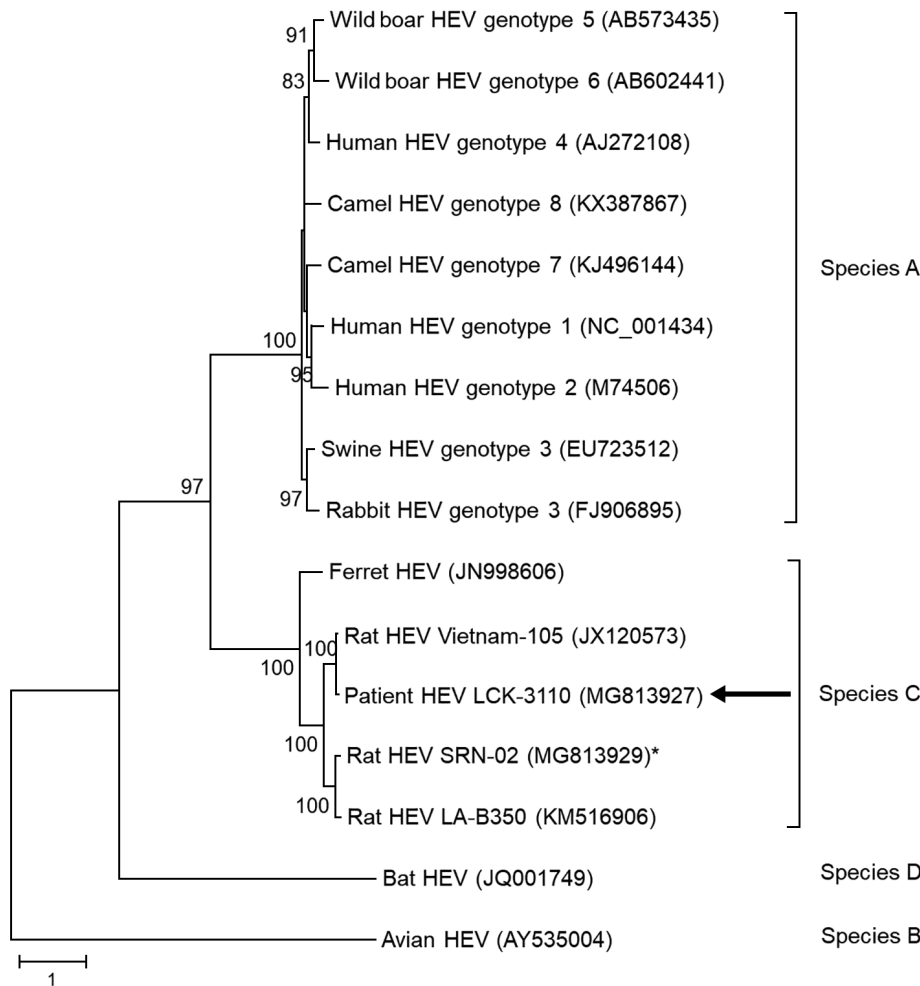 Wild boar HEV genotype 5 (AB573435)
91
Wild boar HEV genotype 6 (AB602441)
83
Human HEV genotype 4 (AJ272108)
Camel HEV genotype 8 (KX387867)
Camel HEV genotype 7 (KJ496144)
Species A
Human HEV genotype 1 (NC_001434)
100
95
Human HEV genotype 2 (M74506)
Swine HEV genotype 3 (EU723512)
97
97
Rabbit HEV genotype 3 (FJ906895)
Ferret HEV (JN998606)
Rat HEV Vietnam-105 (JX120573)
100
100
Patient HEV LCK-3110 (MG813927)
Species C
100
Rat HEV SRN-02 (MG813929)*
100
Rat HEV LA-B350 (KM516906)
Bat HEV (JQ001749)
Species D
Avian HEV (AY535004)
Species B
1